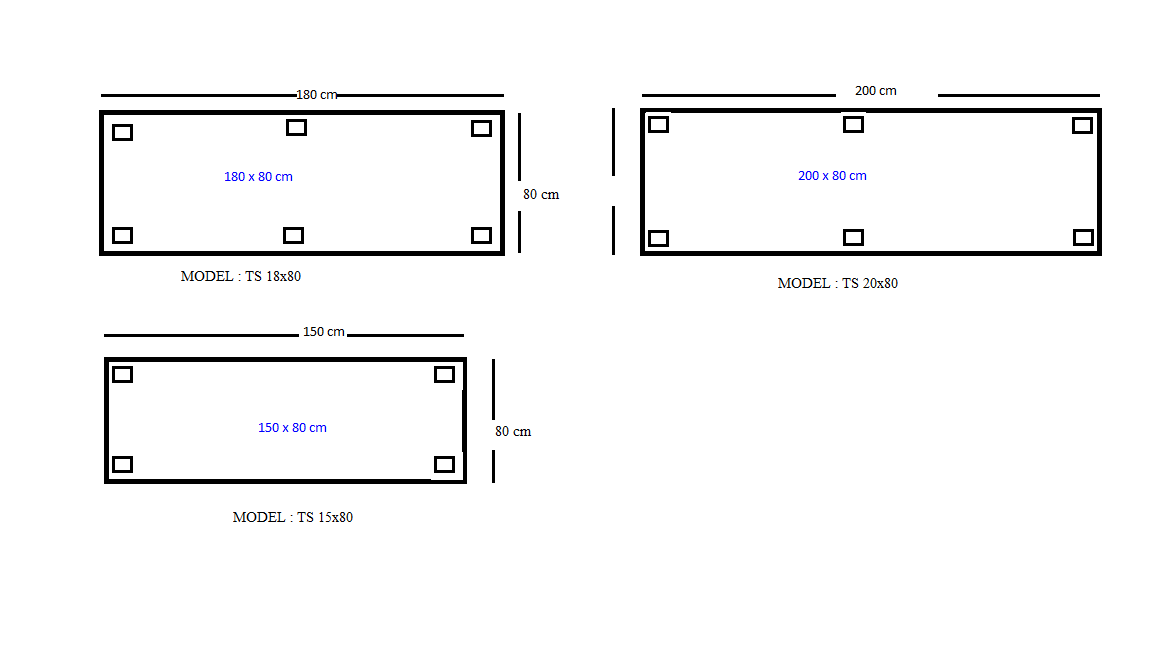 180 cm
180 x 80 cm
80 cm
MODEL : TS 18x80
200 cm
200 x 80 cm
MODEL : TS 20x80
150 cm
150 x 80 cm
80 cm
MODEL : TS 15x80